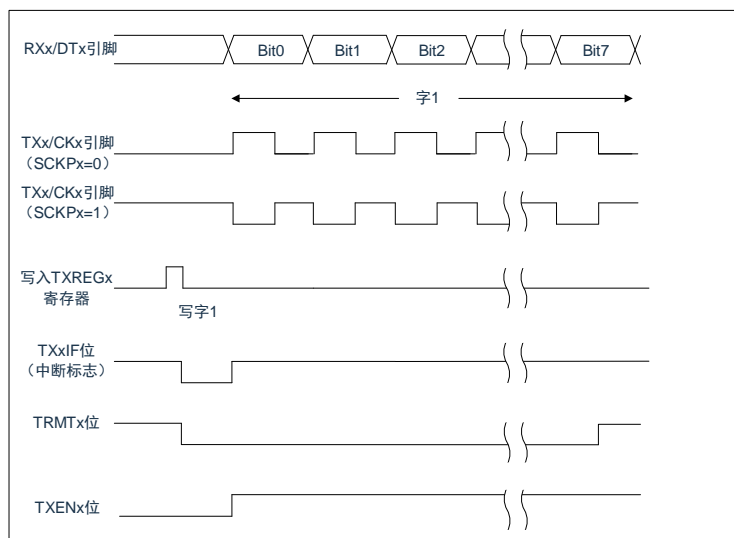 RXx/DTx引脚
Bit0
Bit1
Bit2
Bit7
字1
TXx/CKx引脚
（SCKPx=0）
TXx/CKx引脚
（SCKPx=1）
写入TXREGx
寄存器
写字1
TXxIF位
（中断标志）
TRMTx位
TXENx位